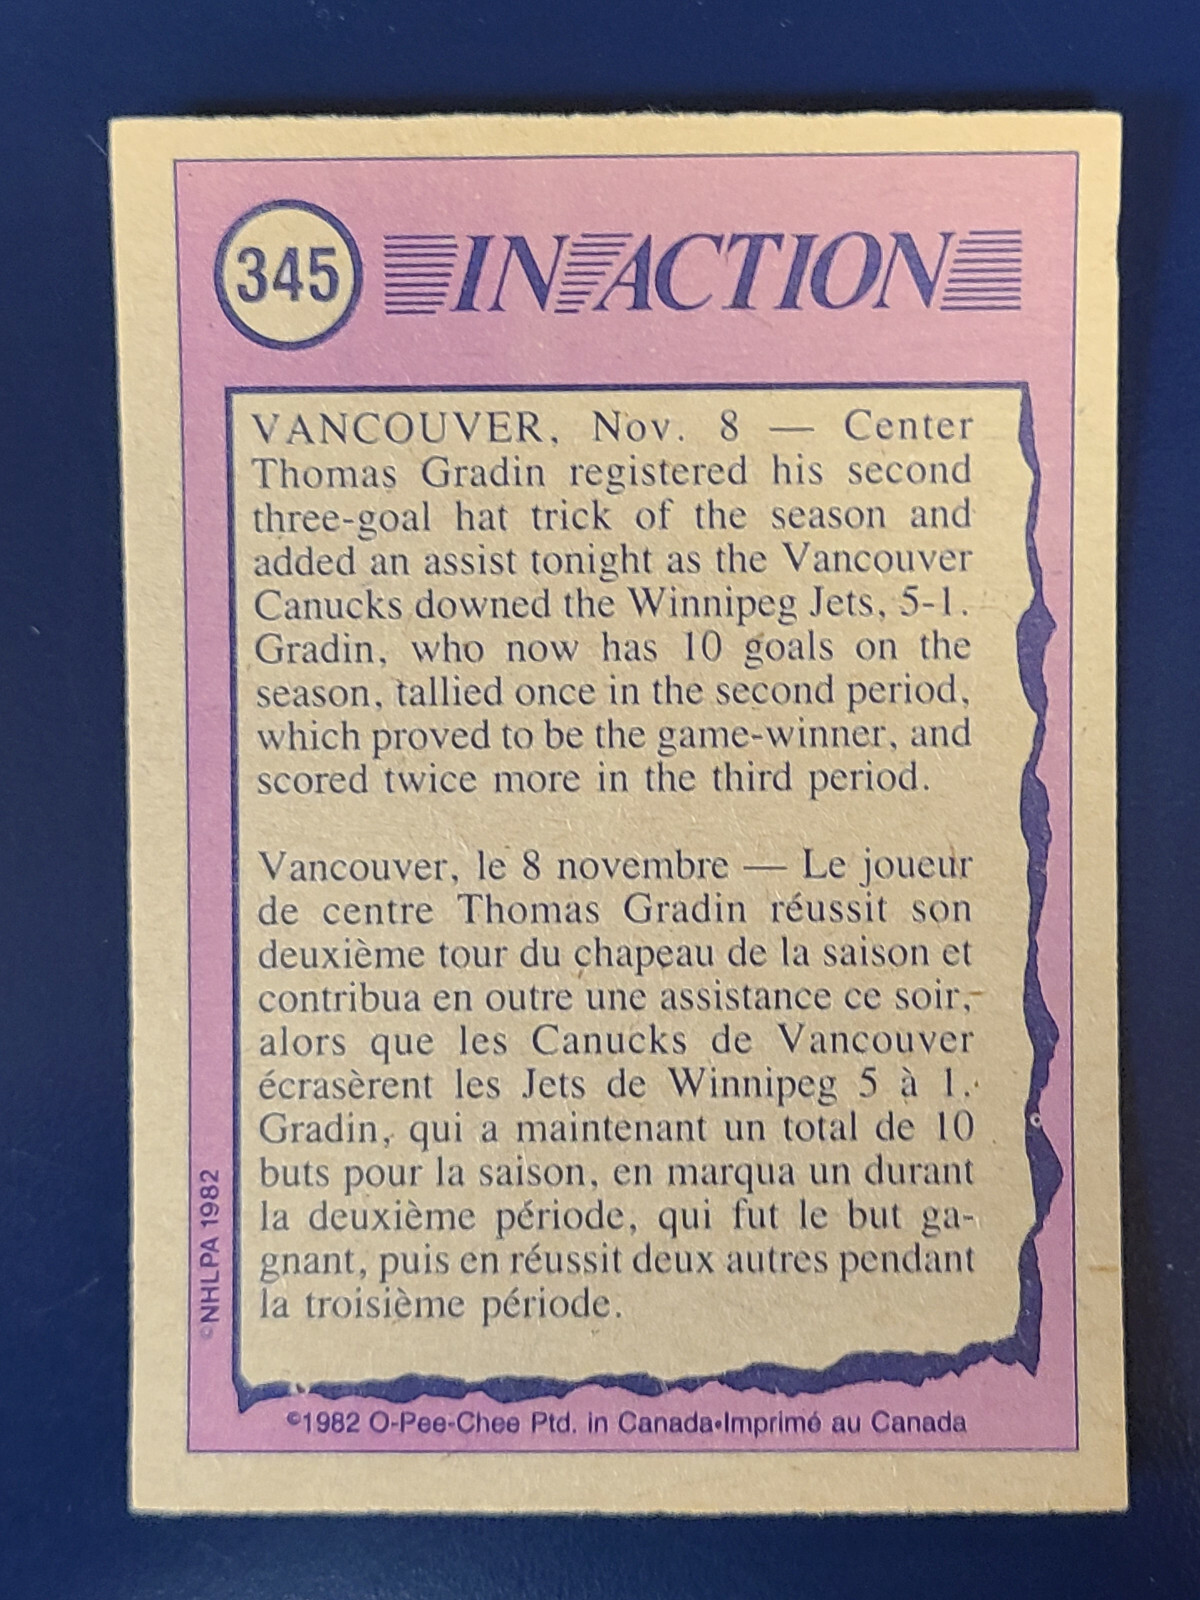 345 IN ACTION
VANCOUVER, Nov. 8 — Center
Thomas Gradin registered his second
three-goal hat trick of the season and
added an assist tonight as the Vancouver
Canucks downed the Winnipeg Jets, 5-1.
Gradin, who now has 10 goals on the
season, tallied once in the second period,
which proved to be the game-winner, and
scored twice more in the third period.
Vancouver, le 8 novembre — Le joueur
de centre Thomas Gradin réussit son
deuxième tour du chapeau de la saison et
contribua en outre une assistance ce soir,
alors que les Canucks de Vancouver
écrasèrent les Jets de Winnipeg 5 à 1.
Gradin, qui a maintenant un total de 10
buts pour la saison, en marqua un durant
la deuxième période, qui fut le but ga-
gnant, puis en réussit deux autres pendant
la troisième période.
©NHLPA 1982
©1982 O-Pee-Chee Ptd. in Canada•Imprimé au Canada